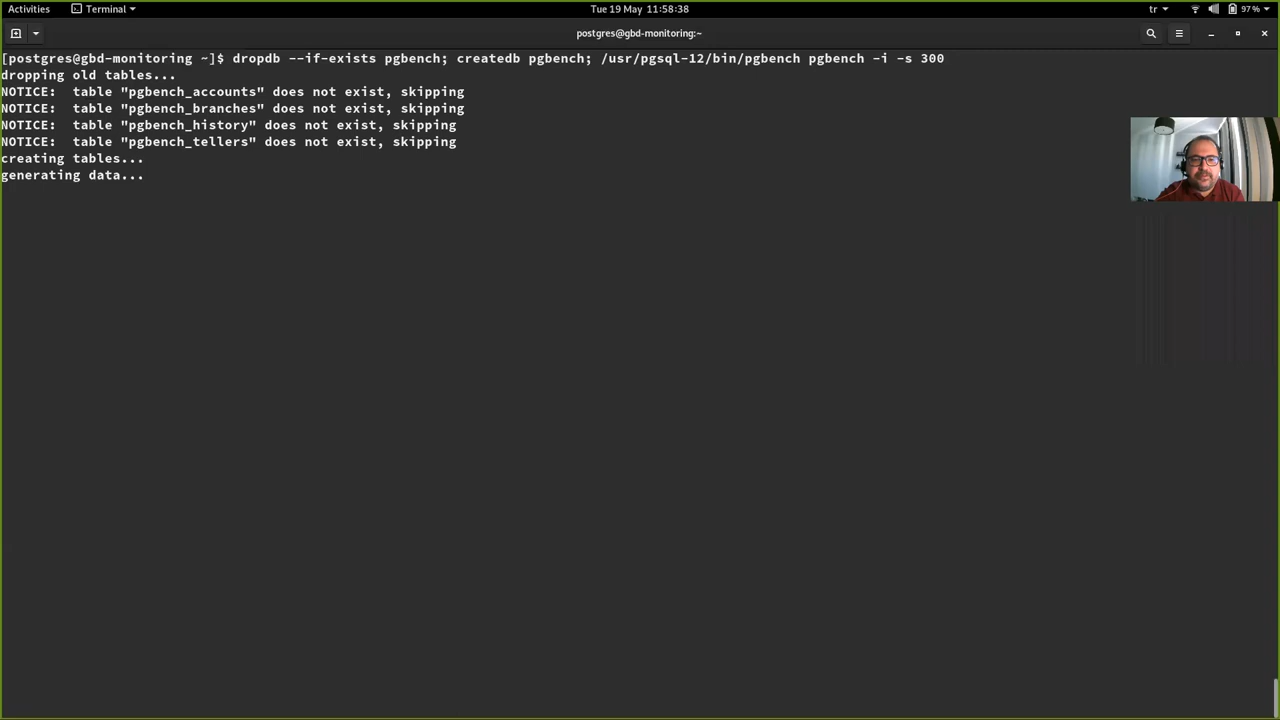 Activities
Terminal
Tue 19 May 11:58:38
tr
97%
postgres@gbd-monitoring:~
[postgres@gbd-monitoring ~]$ dropdb --if-exists pgbench; createdb pgbench; /usr/pgsql-12/bin/pgbench pgbench -i -s 300
dropping old tables...
NOTICE:  table "pgbench_accounts" does not exist, skipping
NOTICE:  table "pgbench_branches" does not exist, skipping
NOTICE:  table "pgbench_history" does not exist, skipping
NOTICE:  table "pgbench_tellers" does not exist, skipping
creating tables...
generating data...